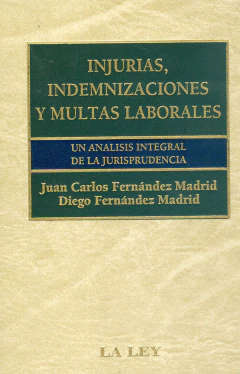 INJURIAS,
INDEMNIZACIONES
Y MULTAS LABORALES
UN ANALISIS INTEGRAL
DE LA JURISPRUDENCIA
Juan Carlos Fernández Madrid
Diego Fernández Madrid
LA LEY